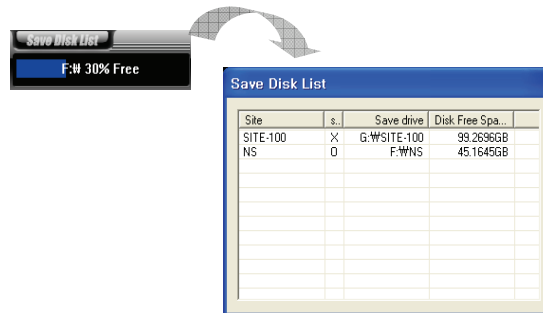 Save Disk List
F:₩ 30% Free
Save Disk List
Site s.. Save drive Disk Free Spa...
SITE-100 X G:₩SITE-100 99.2696GB
NS O F:₩NS 45.1645GB